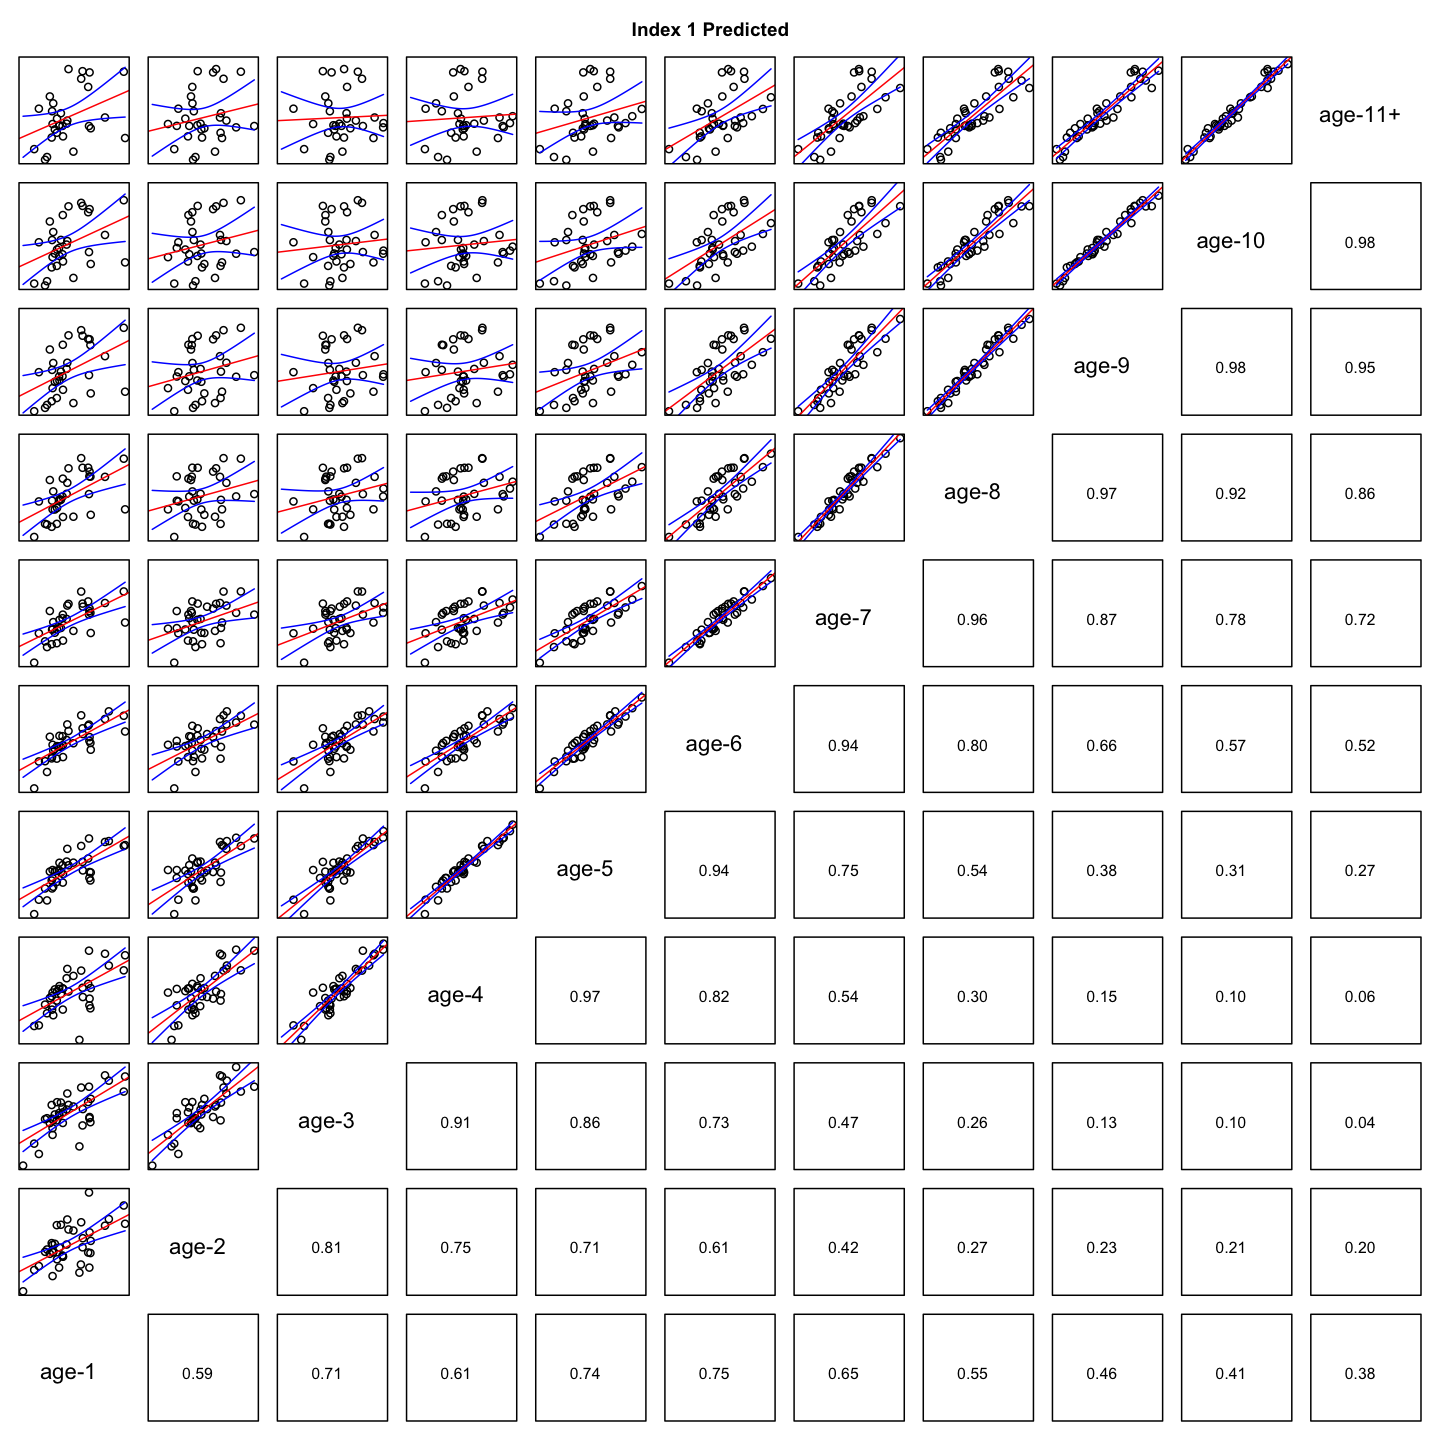 Index 1 Predicted
age-11+
age-10 0.98
age-9 0.98 0.95
age-8 0.97 0.92 0.86
age-7 0.96 0.87 0.78 0.72
age-6 0.94 0.80 0.66 0.57 0.52
age-5 0.94 0.75 0.54 0.38 0.31 0.27
age-4 0.97 0.82 0.54 0.30 0.15 0.10 0.06
age-3 0.91 0.86 0.73 0.47 0.26 0.13 0.10 0.04
age-2 0.81 0.75 0.71 0.61 0.42 0.27 0.23 0.21 0.20
age-1 0.59 0.71 0.61 0.74 0.75 0.65 0.55 0.46 0.41 0.38